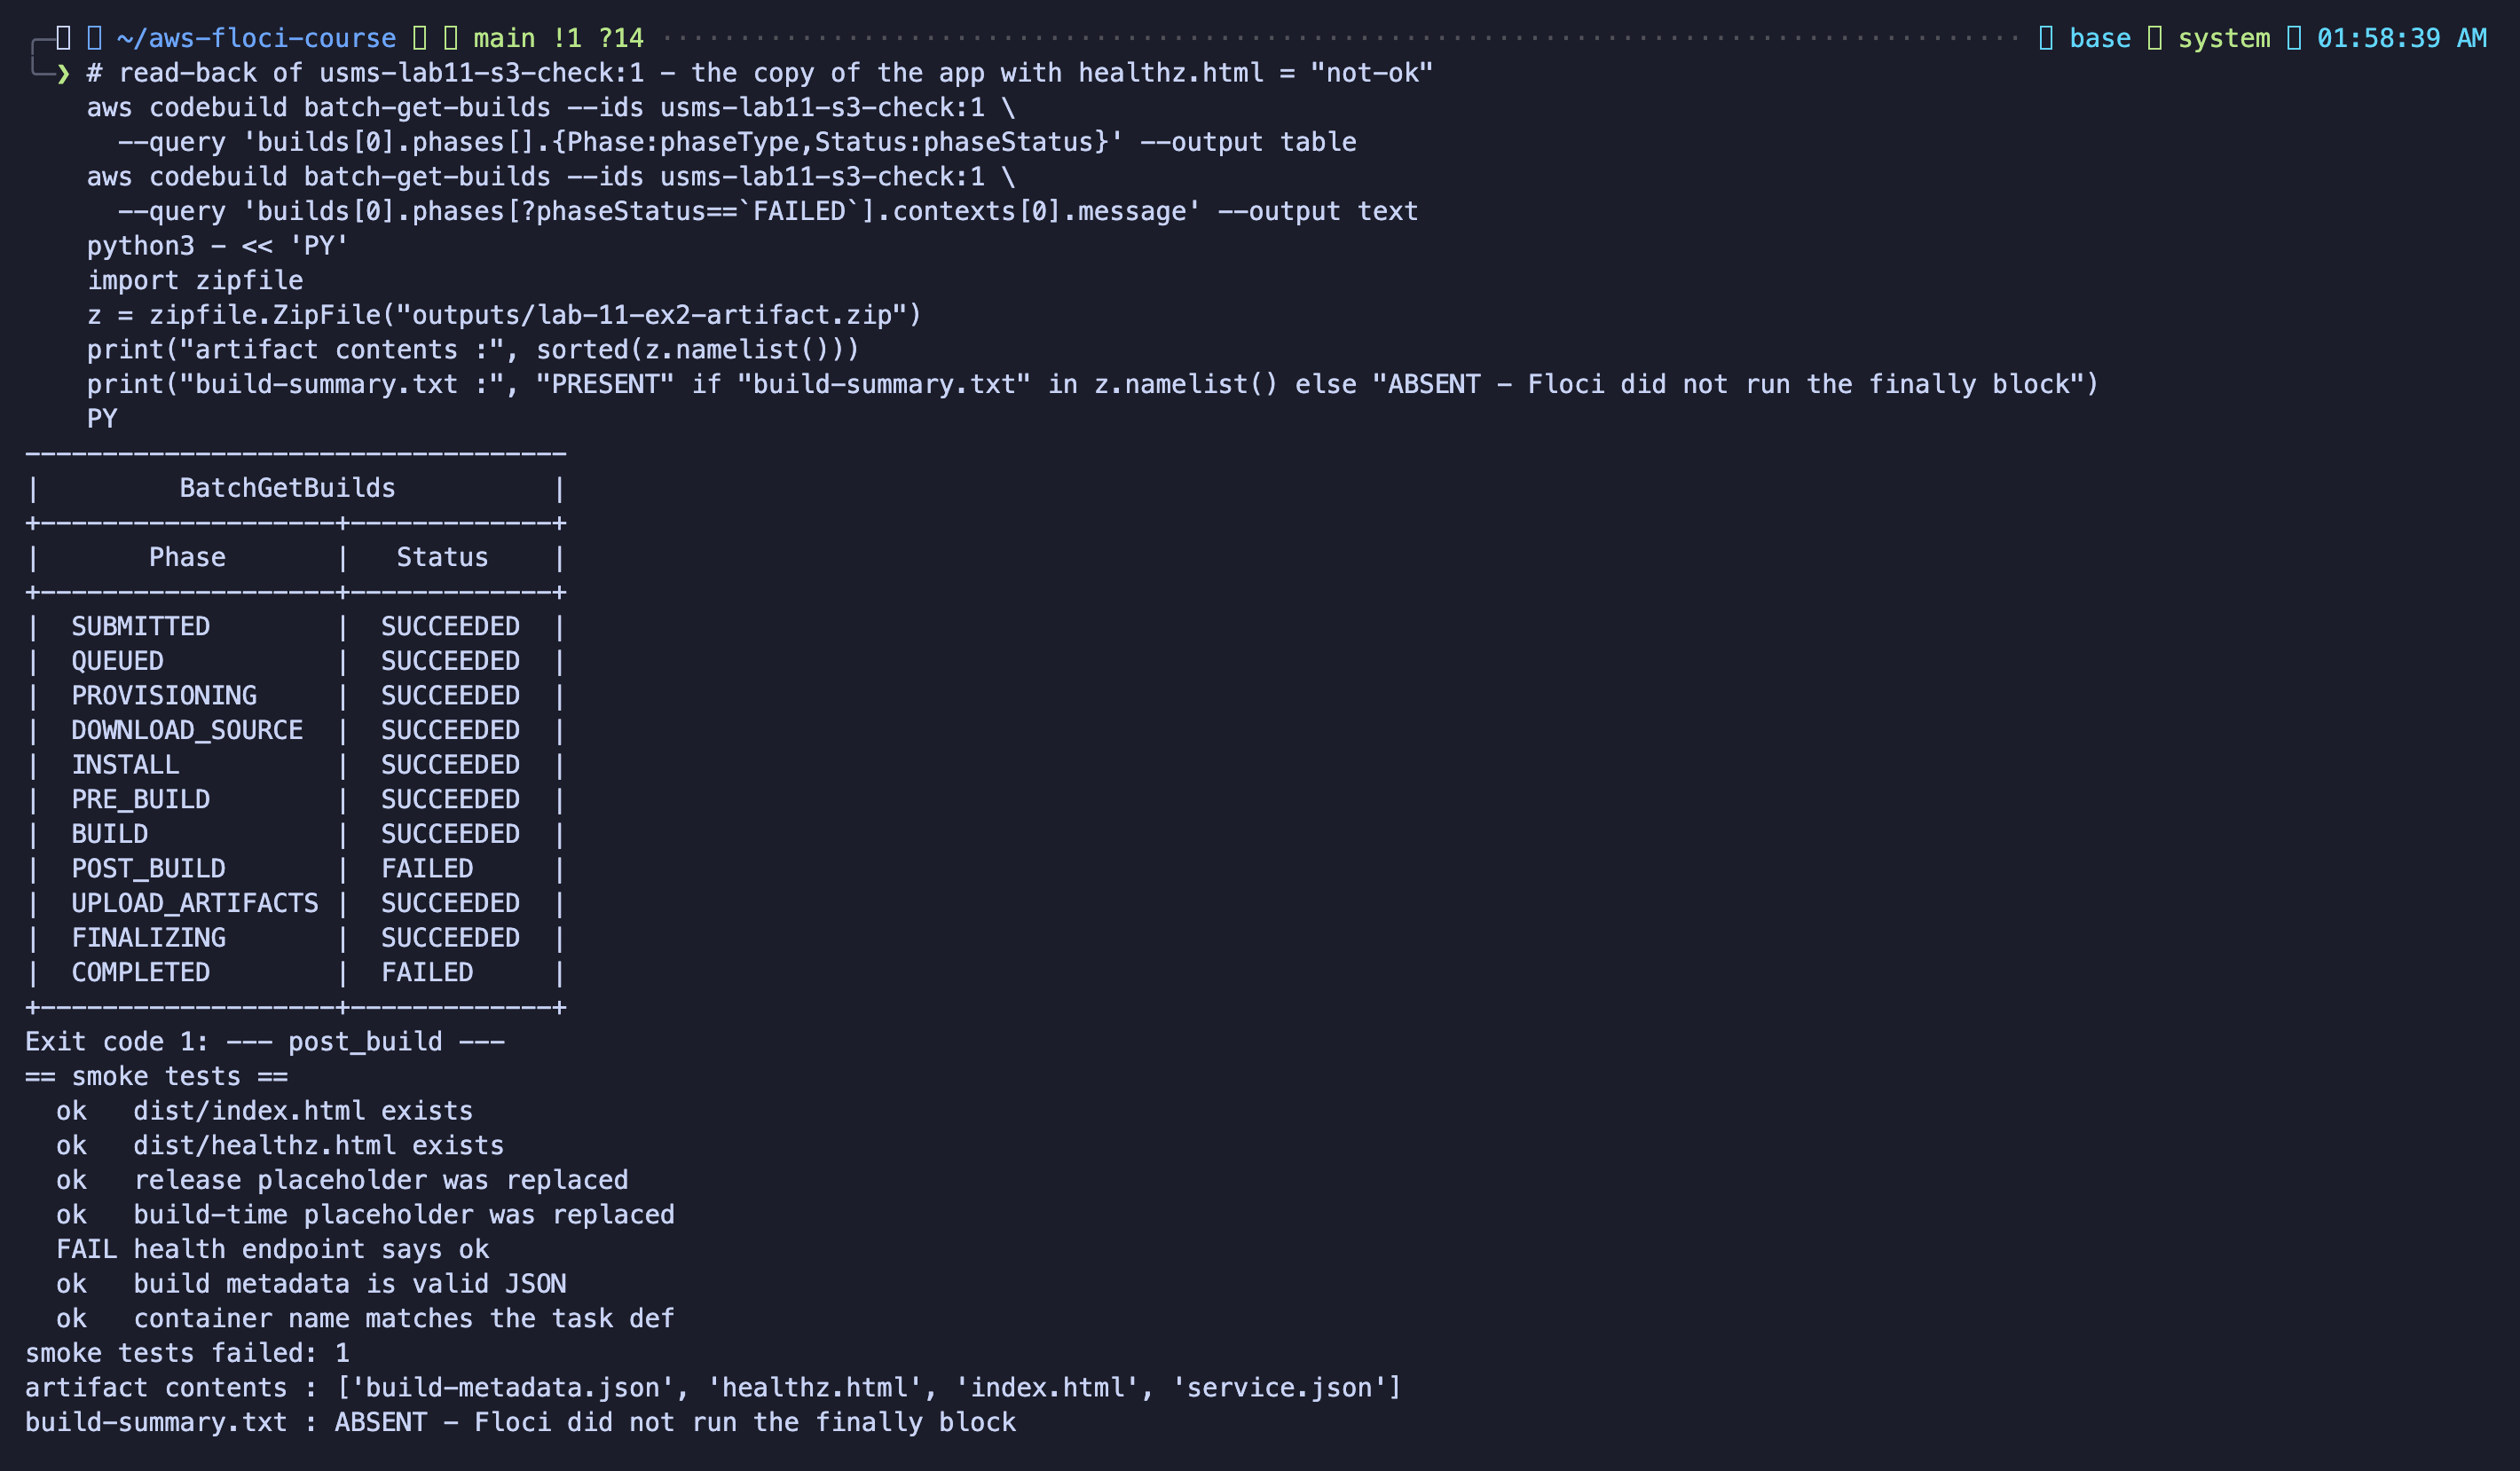 ~/aws-floci-course main !1 ?14 base system 01:58:39 AM
❯ # read-back of usms-lab11-s3-check:1 - the copy of the app with healthz.html = "not-ok"
aws codebuild batch-get-builds --ids usms-lab11-s3-check:1 \
--query 'builds[0].phases[].{Phase:phaseType,Status:phaseStatus}' --output table
aws codebuild batch-get-builds --ids usms-lab11-s3-check:1 \
--query 'builds[0].phases[?phaseStatus==`FAILED`].contexts[0].message' --output text
python3 - << 'PY'
import zipfile
z = zipfile.ZipFile("outputs/lab-11-ex2-artifact.zip")
print("artifact contents :", sorted(z.namelist()))
print("build-summary.txt :", "PRESENT" if "build-summary.txt" in z.namelist() else "ABSENT - Floci did not run the finally block")
PY
-----------------------------------
|         BatchGetBuilds          |
+-------------------+-------------+
|       Phase       |   Status    |
+-------------------+-------------+
|  SUBMITTED        |  SUCCEEDED  |
|  QUEUED           |  SUCCEEDED  |
|  PROVISIONING     |  SUCCEEDED  |
|  DOWNLOAD_SOURCE  |  SUCCEEDED  |
|  INSTALL          |  SUCCEEDED  |
|  PRE_BUILD        |  SUCCEEDED  |
|  BUILD            |  SUCCEEDED  |
|  POST_BUILD       |  FAILED     |
|  UPLOAD_ARTIFACTS |  SUCCEEDED  |
|  FINALIZING       |  SUCCEEDED  |
|  COMPLETED        |  FAILED     |
+-------------------+-------------+
Exit code 1: --- post_build ---
== smoke tests ==
ok   dist/index.html exists
ok   dist/healthz.html exists
ok   release placeholder was replaced
ok   build-time placeholder was replaced
FAIL health endpoint says ok
ok   build metadata is valid JSON
ok   container name matches the task def
smoke tests failed: 1
artifact contents : ['build-metadata.json', 'healthz.html', 'index.html', 'service.json']
build-summary.txt : ABSENT - Floci did not run the finally block